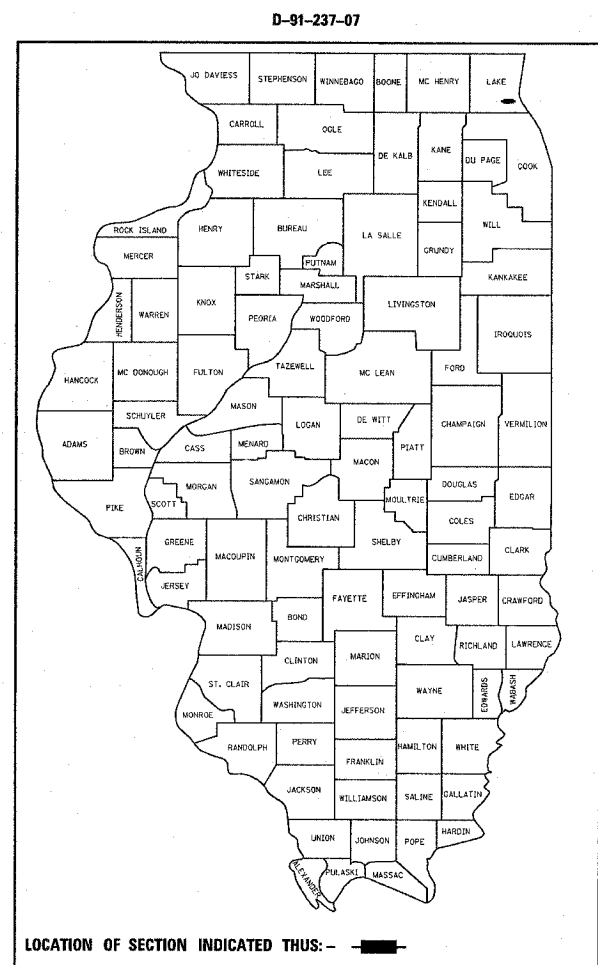 D-91-237-07
JO DAVIESS STEPHENSON WINNEBAGO BOONE MC HENRY LAKE
CARROLL OGLE
DE KALB KANE DU PAGE COOK
WHITESIDE LEE
KENDALL
ROCK ISLAND HENRY BUREAU LA SALLE WILL
MERCER PUTNAM GRUNDY
STARK MARSHALL KANKAKEE
HENDERSON WARREN KNOX PEORIA WOODFORD LIVINGSTON IROQUOIS
HANCOCK MC DONOUGH FULTON TAZEWELL MC LEAN FORD
SCHUYLER MASON LOGAN DE WITT CHAMPAIGN VERMILION
ADAMS BROWN CASS MENARD PIATT
MACON
MORGAN SANGAMON DOUGLAS EDGAR
PIKE SCOTT CHRISTIAN MOULTRIE
COLES
GREENE MACOUPIN MONTGOMERY SHELBY CUMBERLAND CLARK
CALHOUN JERSEY
FAYETTE EFFINGHAM JASPER CRAWFORD
MADISON BOND
CLAY RICHLAND LAWRENCE
CLINTON MARION
ST. CLAIR WAYNE EDWARDS WABASH
WASHINGTON JEFFERSON
MONROE
RANDOLPH PERRY HAMILTON WHITE
FRANKLIN
JACKSON WILLIAMSON SALINE GALLATIN
UNION JOHNSON POPE HARDIN
ALEXANDER PULASKI MASSAC
LOCATION OF SECTION INDICATED THUS: -